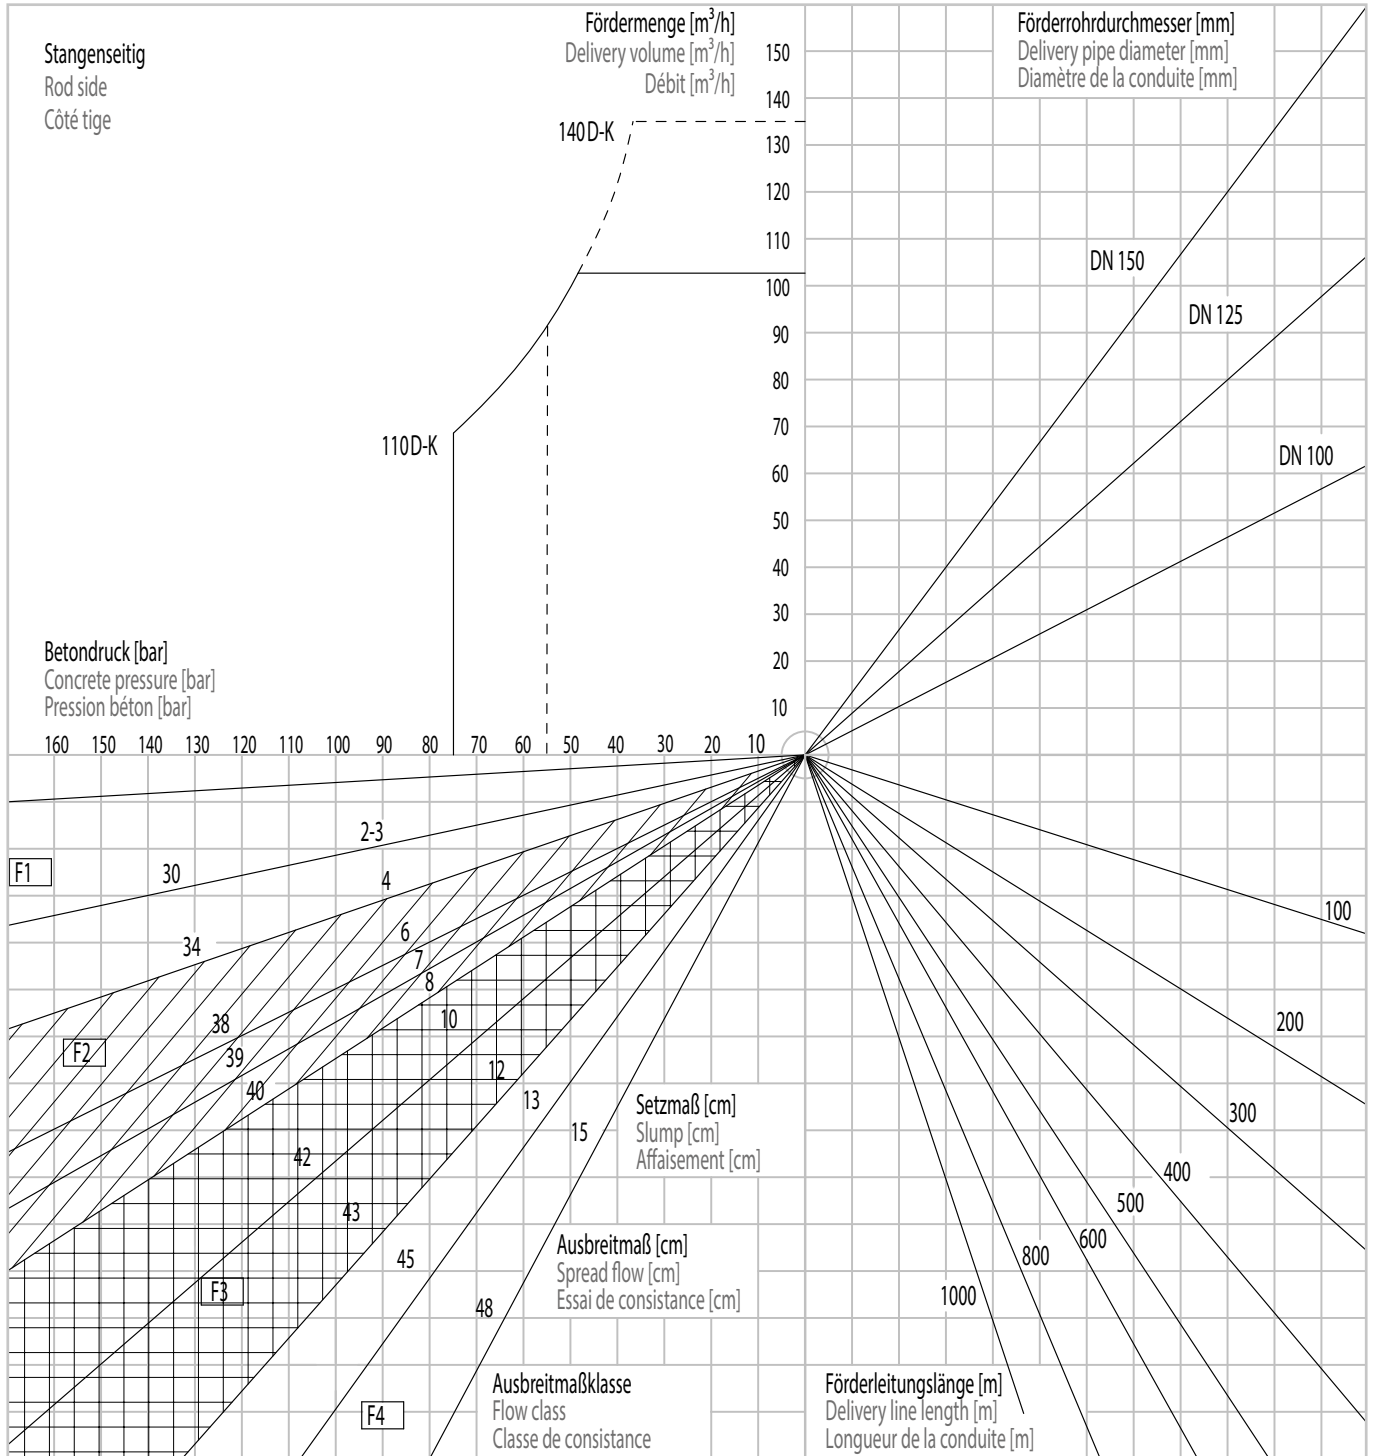 Stangenseitig
Rod side
Côté tige
Fördermenge [m³/h]
Delivery volume [m³/h]
Débit [m³/h]
Förderrohrdurchmesser [mm]
Delivery pipe diameter [mm]
Diamètre de la conduite [mm]
150
140
130
120
110
100
90
80
70
60
50
40
30
20
10
140 D-K
110 D-K
DN 150
DN 125
DN 100
Betondruck [bar]
Concrete pressure [bar]
Pression béton [bar]
160 150 140 130 120 110 100 90 80 70 60 50 40 30 20 10
2-3
4
6
7
8
10
12
13
15
F1
30
34
38
F2
39
40
42
43
F3
45
48
F4
Setzmaß [cm]
Slump [cm]
Affaisement [cm]
Ausbreitmaß [cm]
Spread flow [cm]
Essai de consistance [cm]
Ausbreitmaßklasse
Flow class
Classe de consistance
100
200
300
400
500
600
800
1000
Förderleitungslänge [m]
Delivery line length [m]
Longueur de la conduite [m]